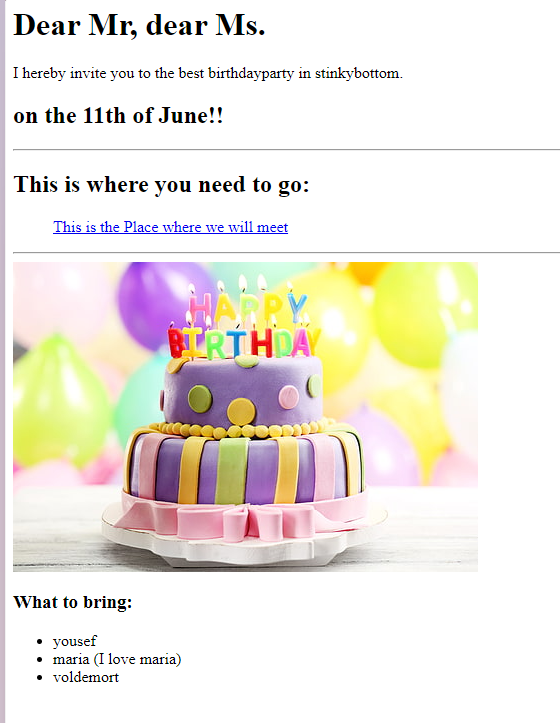 Dear Mr, dear Ms.
I hereby invite you to the best birthdayparty in stinkybottom.
on the 11th of June!!
This is where you need to go:
This is the Place where we will meet
HAPPY
BIRTHDAY
What to bring:
yousef
maria (I love maria)
voldemort